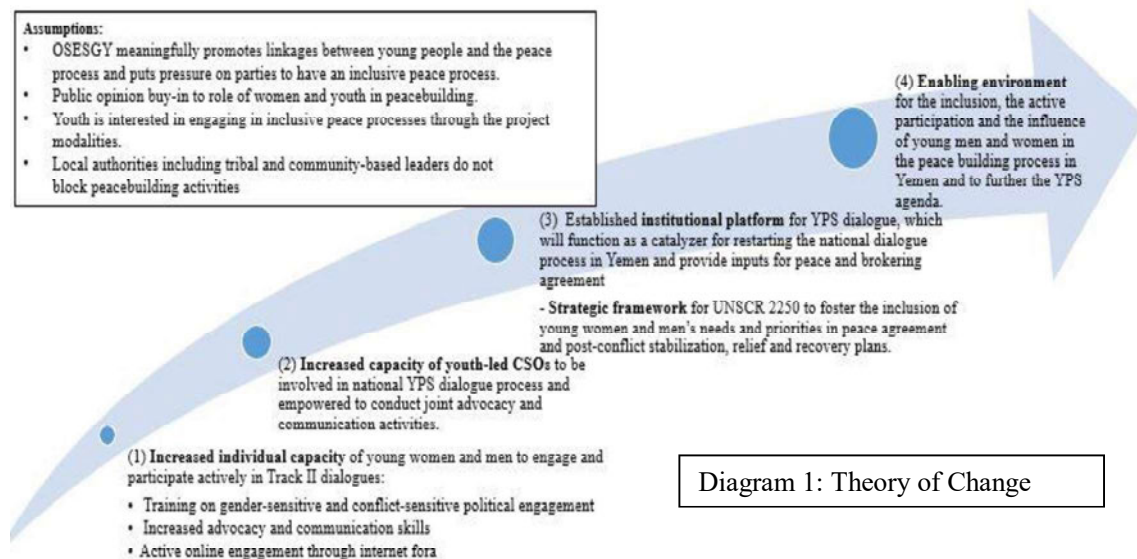 Assumptions:
• OSESGY meaningfully promotes linkages between young people and the peace
process and puts pressure on parties to have an inclusive peace process.
• Public opinion buy-in to role of women and youth in peacebuilding.
• Youth is interested in engaging in inclusive peace processes through the project
modalities.
• Local authorities including tribal and community-based leaders do not
block peacebuilding activities
(4) Enabling environment
for the inclusion, the active
participation and the influence
of young men and women in
the peace building process in
Yemen and to further the YPS
agenda.
(3) Established institutional platform for YPS dialogue, which
will function as a catalyzer for restarting the national dialogue
process in Yemen and provide inputs for peace and brokering
agreement
- Strategic framework for UNSCR 2250 to foster the inclusion of
young women and men's needs and priorities in peace agreement
and post-conflict stabilization, relief and recovery plans.
(2) Increased capacity of youth-led CSOs to be
involved in national YPS dialogue process and
empowered to conduct joint advocacy and
communication activities.
(1) Increased individual capacity of young women and men to engage and
participate actively in Track II dialogues:
• Training on gender-sensitive and conflict-sensitive political engagement
• Increased advocacy and communication skills
• Active online engagement through internet fora
Diagram 1: Theory of Change